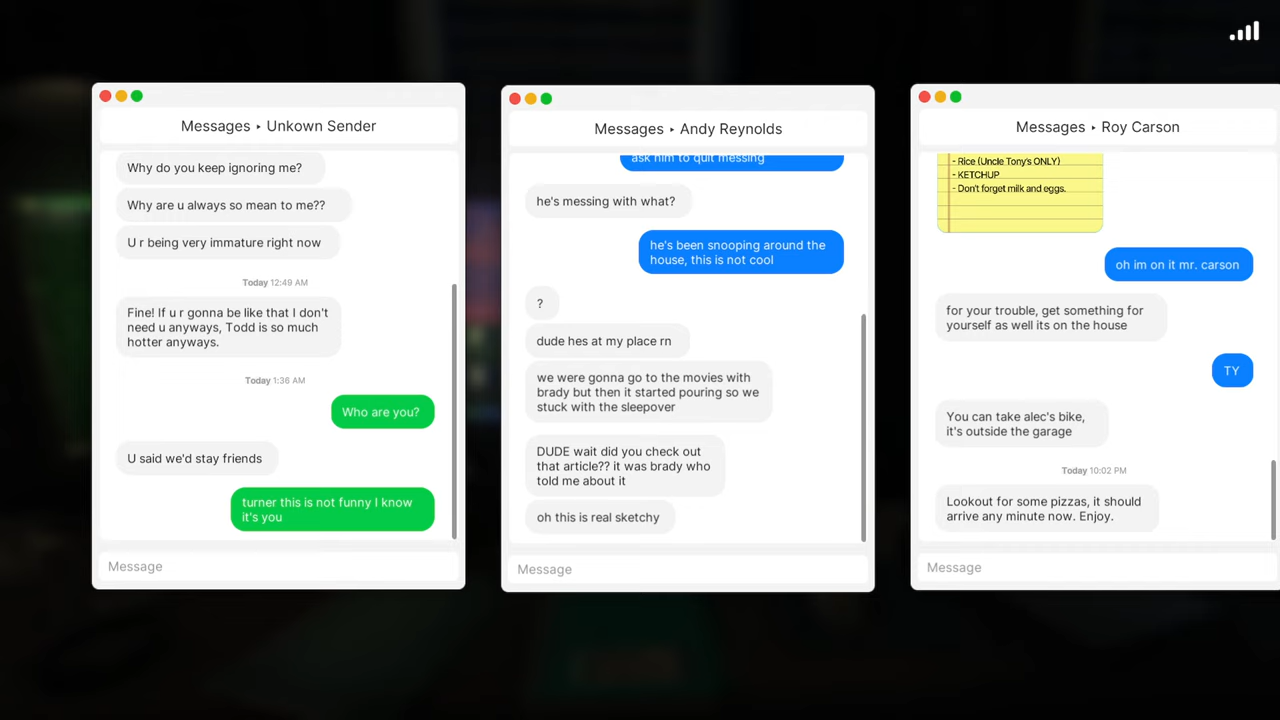 Messages ▸ Unkown Sender
Why do you keep ignoring me?
Why are u always so mean to me??
U r being very immature right now
Today 12:49 AM
Fine! If u r gonna be like that I don't
need u anyways, Todd is so much
hotter anyways.
Today 1:36 AM
Who are you?
U said we'd stay friends
turner this is not funny I know
it's you
Message
Messages ▸ Andy Reynolds
ask him to quit messing
he's messing with what?
he's been snooping around the
house, this is not cool
?
dude hes at my place rn
we were gonna go to the movies with
brady but then it started pouring so we
stuck with the sleepover
DUDE wait did you check out
that article?? it was brady who
told me about it
oh this is real sketchy
Message
Messages ▸ Roy Carson
- Rice (Uncle Tony's ONLY)
- KETCHUP
- Don't forget milk and eggs.
oh im on it mr. carson
for your trouble, get something for
yourself as well its on the house
TY
You can take alec's bike,
it's outside the garage
Today 10:02 PM
Lookout for some pizzas, it should
arrive any minute now. Enjoy.
Message